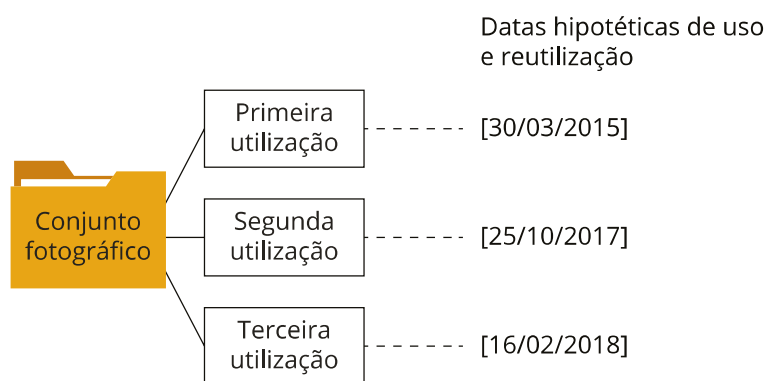 Datas hipotéticas de uso
e reutilização
Primeira
utilização
[30/03/2015]
Conjunto
fotográfico
Segunda
utilização
[25/10/2017]
Terceira
utilização
[16/02/2018]